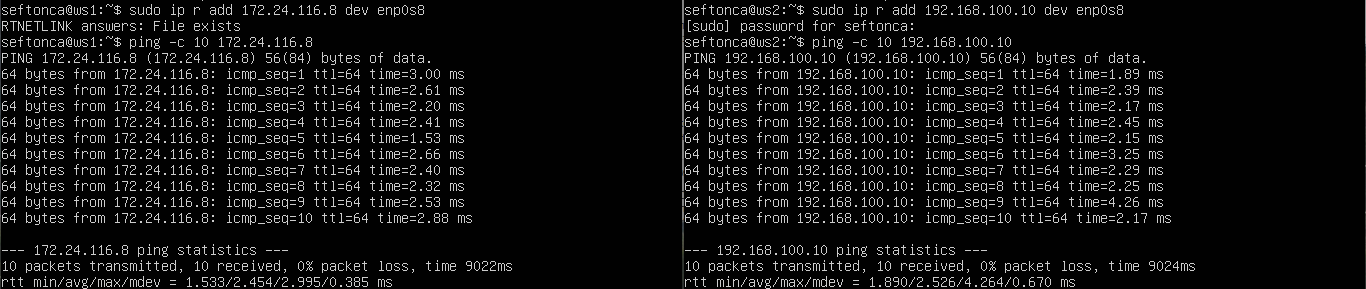 seftonca@ws1:~$ sudo ip r add 172.24.116.8 dev enp0s8
RTNETLINK answers: File exists
seftonca@ws1:~$ ping -c 10 172.24.116.8
PING 172.24.116.8 (172.24.116.8) 56(84) bytes of data.
64 bytes from 172.24.116.8: icmp_seq=1 ttl=64 time=3.00 ms
64 bytes from 172.24.116.8: icmp_seq=2 ttl=64 time=2.61 ms
64 bytes from 172.24.116.8: icmp_seq=3 ttl=64 time=2.20 ms
64 bytes from 172.24.116.8: icmp_seq=4 ttl=64 time=2.41 ms
64 bytes from 172.24.116.8: icmp_seq=5 ttl=64 time=1.53 ms
64 bytes from 172.24.116.8: icmp_seq=6 ttl=64 time=2.66 ms
64 bytes from 172.24.116.8: icmp_seq=7 ttl=64 time=2.40 ms
64 bytes from 172.24.116.8: icmp_seq=8 ttl=64 time=2.32 ms
64 bytes from 172.24.116.8: icmp_seq=9 ttl=64 time=2.53 ms
64 bytes from 172.24.116.8: icmp_seq=10 ttl=64 time=2.88 ms
--- 172.24.116.8 ping statistics ---
10 packets transmitted, 10 received, 0% packet loss, time 9022ms
rtt min/avg/max/mdev = 1.533/2.454/2.995/0.385 ms
seftonca@ws2:~$ sudo ip r add 192.168.100.10 dev enp0s8
[sudo] password for seftonca:
seftonca@ws2:~$ ping -c 10 192.168.100.10
PING 192.168.100.10 (192.168.100.10) 56(84) bytes of data.
64 bytes from 192.168.100.10: icmp_seq=1 ttl=64 time=1.89 ms
64 bytes from 192.168.100.10: icmp_seq=2 ttl=64 time=2.39 ms
64 bytes from 192.168.100.10: icmp_seq=3 ttl=64 time=2.17 ms
64 bytes from 192.168.100.10: icmp_seq=4 ttl=64 time=2.45 ms
64 bytes from 192.168.100.10: icmp_seq=5 ttl=64 time=2.15 ms
64 bytes from 192.168.100.10: icmp_seq=6 ttl=64 time=3.25 ms
64 bytes from 192.168.100.10: icmp_seq=7 ttl=64 time=2.29 ms
64 bytes from 192.168.100.10: icmp_seq=8 ttl=64 time=2.25 ms
64 bytes from 192.168.100.10: icmp_seq=9 ttl=64 time=4.26 ms
64 bytes from 192.168.100.10: icmp_seq=10 ttl=64 time=2.17 ms
--- 192.168.100.10 ping statistics ---
10 packets transmitted, 10 received, 0% packet loss, time 9024ms
rtt min/avg/max/mdev = 1.890/2.526/4.264/0.670 ms